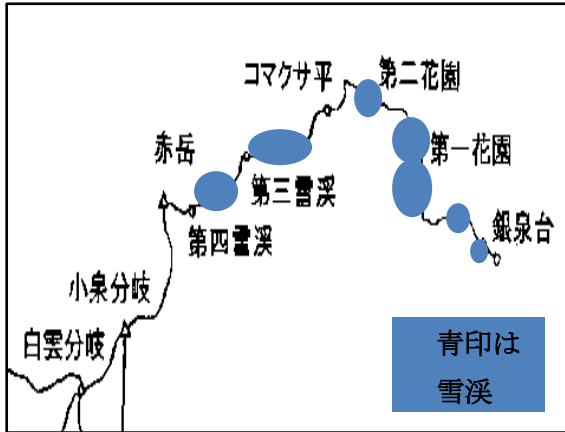 コマクサ平
第二花園
赤岳
第一花園
第三雪渓
第四雪渓
銀泉台
小泉分岐
白雲分岐
青印は
雪渓